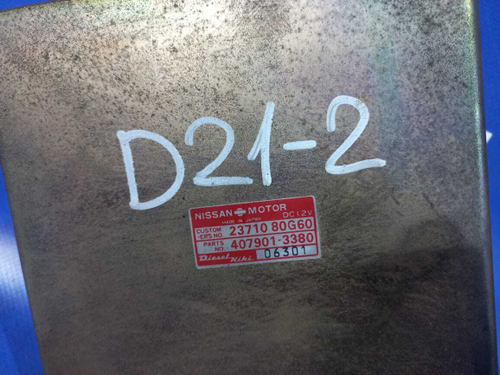 D21-2
NISSAN MOTOR DC12V
MADE IN JAPAN
CUSTOM -ER'S NO. 23710 80G60
PARTS NO. 407901-3380
Diesel Kiki 06301